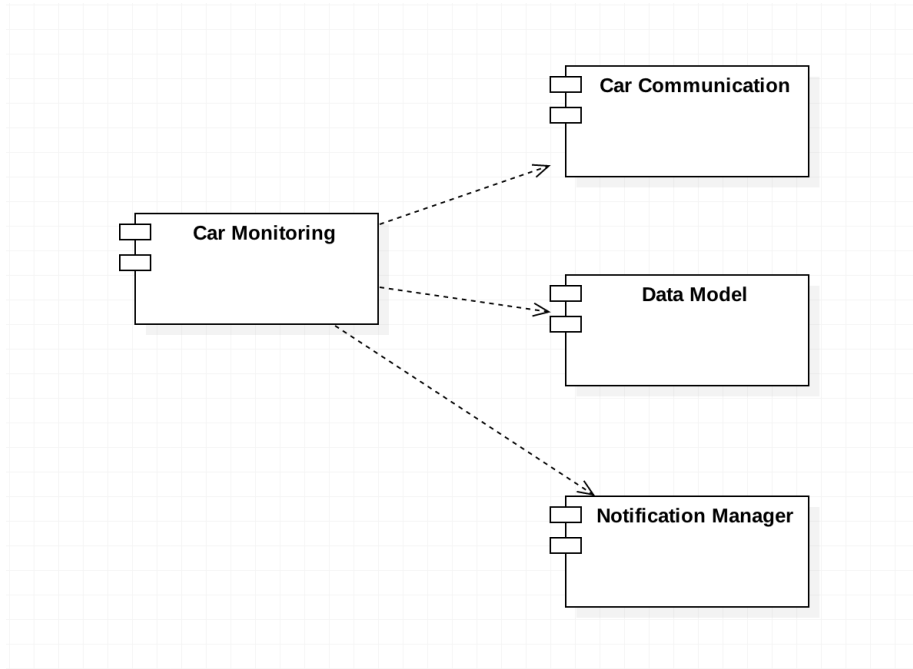 Car Communication
Car Monitoring
Data Model
Notification Manager